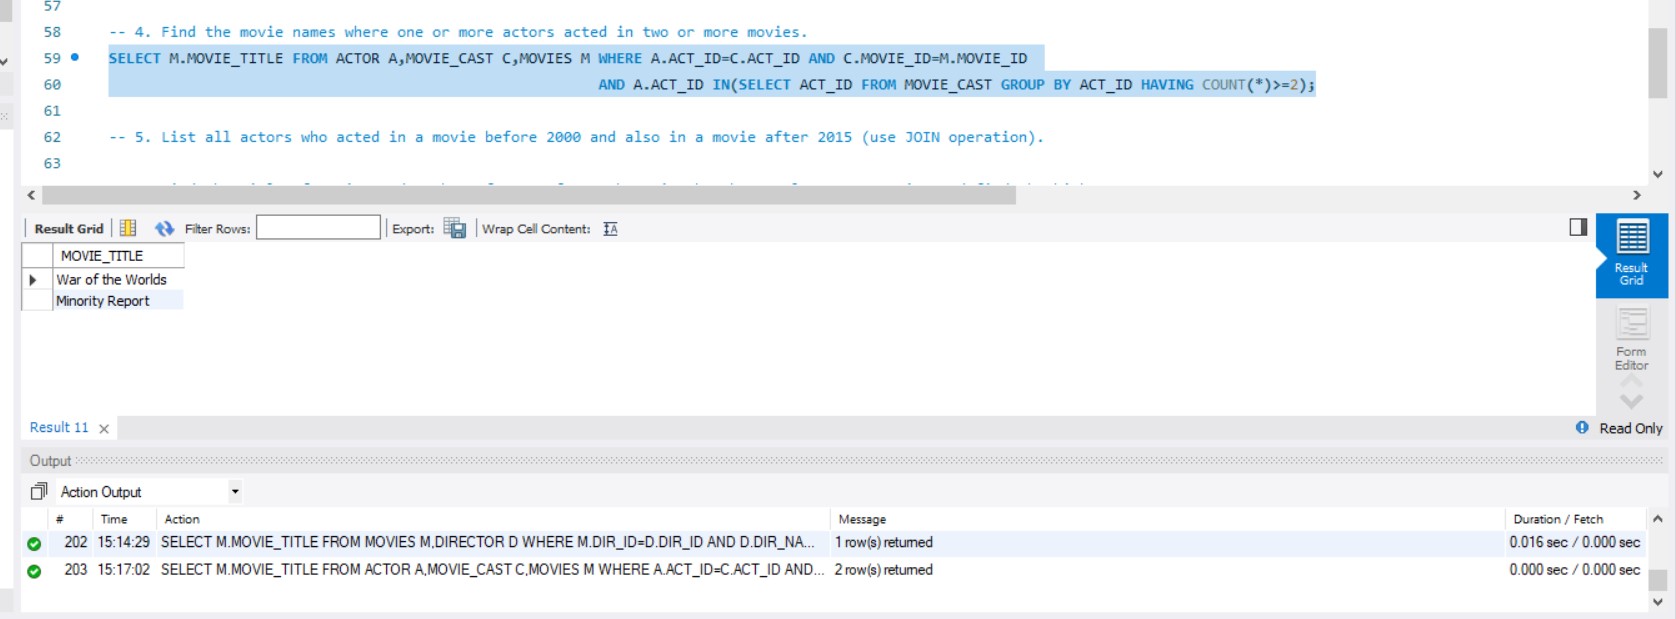 57
58 -- 4. Find the movie names where one or more actors acted in two or more movies.
59 SELECT M.MOVIE_TITLE FROM ACTOR A,MOVIE_CAST C,MOVIES M WHERE A.ACT_ID=C.ACT_ID AND C.MOVIE_ID=M.MOVIE_ID
60 AND A.ACT_ID IN(SELECT ACT_ID FROM MOVIE_CAST GROUP BY ACT_ID HAVING COUNT(*)>=2);
61
62 -- 5. List all actors who acted in a movie before 2000 and also in a movie after 2015 (use JOIN operation).
63
Result Grid Filter Rows: Export: Wrap Cell Content:
MOVIE_TITLE
War of the Worlds
Minority Report
Result
Grid
Form
Editor
Result 11 Read Only
Output
Action Output
# Time Action Message Duration / Fetch
202 15:14:29 SELECT M.MOVIE_TITLE FROM MOVIES M,DIRECTOR D WHERE M.DIR_ID=D.DIR_ID AND D.DIR_NA... 1 row(s) returned 0.016 sec / 0.000 sec
203 15:17:02 SELECT M.MOVIE_TITLE FROM ACTOR A,MOVIE_CAST C,MOVIES M WHERE A.ACT_ID=C.ACT_ID AND... 2 row(s) returned 0.000 sec / 0.000 sec